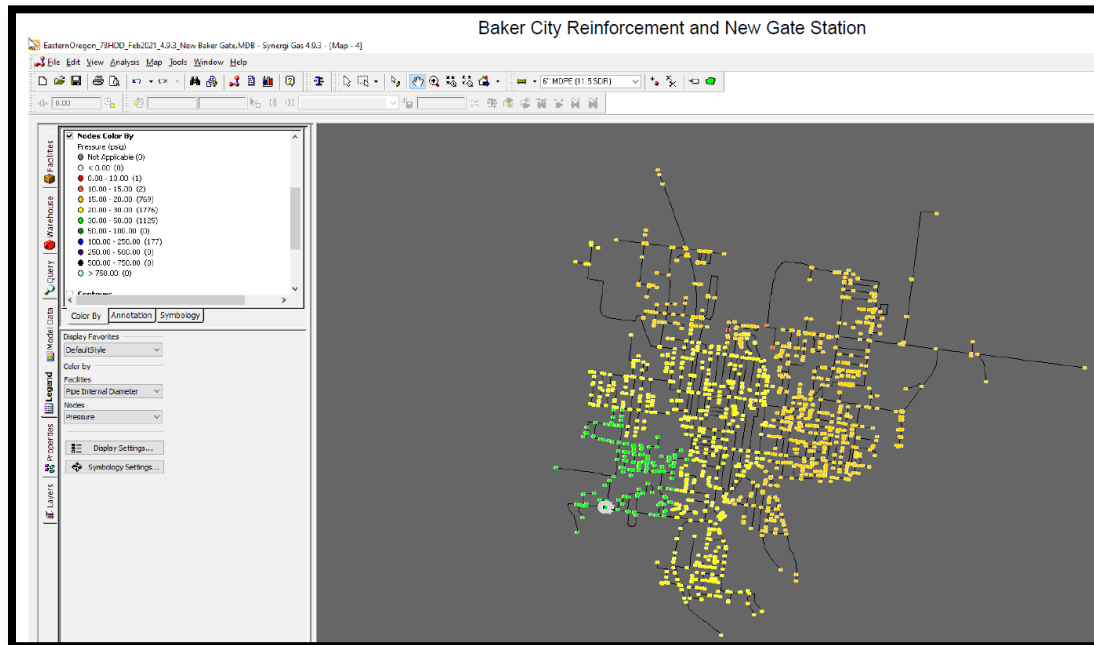 Baker City Reinforcement and New Gate Station
EasternOregon_78HDD_Feb2021_4.9.3_New Baker Gate.MDB - Synergi Gas 4.9.3 - [Map - 4]
File Edit View Analysis Map Tools Window Help
6" MDPE (11.5 SDR)
0.00
Facilities
Warehouse
Query
Model Data
Legend
Properties
Layers
Nodes Color By
Pressure (psig)
Not Applicable (0)
< 0.00 (0)
0.00 - 10.00 (1)
10.00 - 15.00 (2)
15.00 - 20.00 (769)
20.00 - 30.00 (1776)
30.00 - 50.00 (1125)
50.00 - 100.00 (0)
100.00 - 250.00 (177)
250.00 - 500.00 (0)
500.00 - 750.00 (0)
> 750.00 (0)
Contours
Color By Annotation Symbology
Display Favorites
DefaultStyle
Color by
Facilities
Pipe Internal Diameter
Nodes
Pressure
Display Settings...
Symbology Settings...